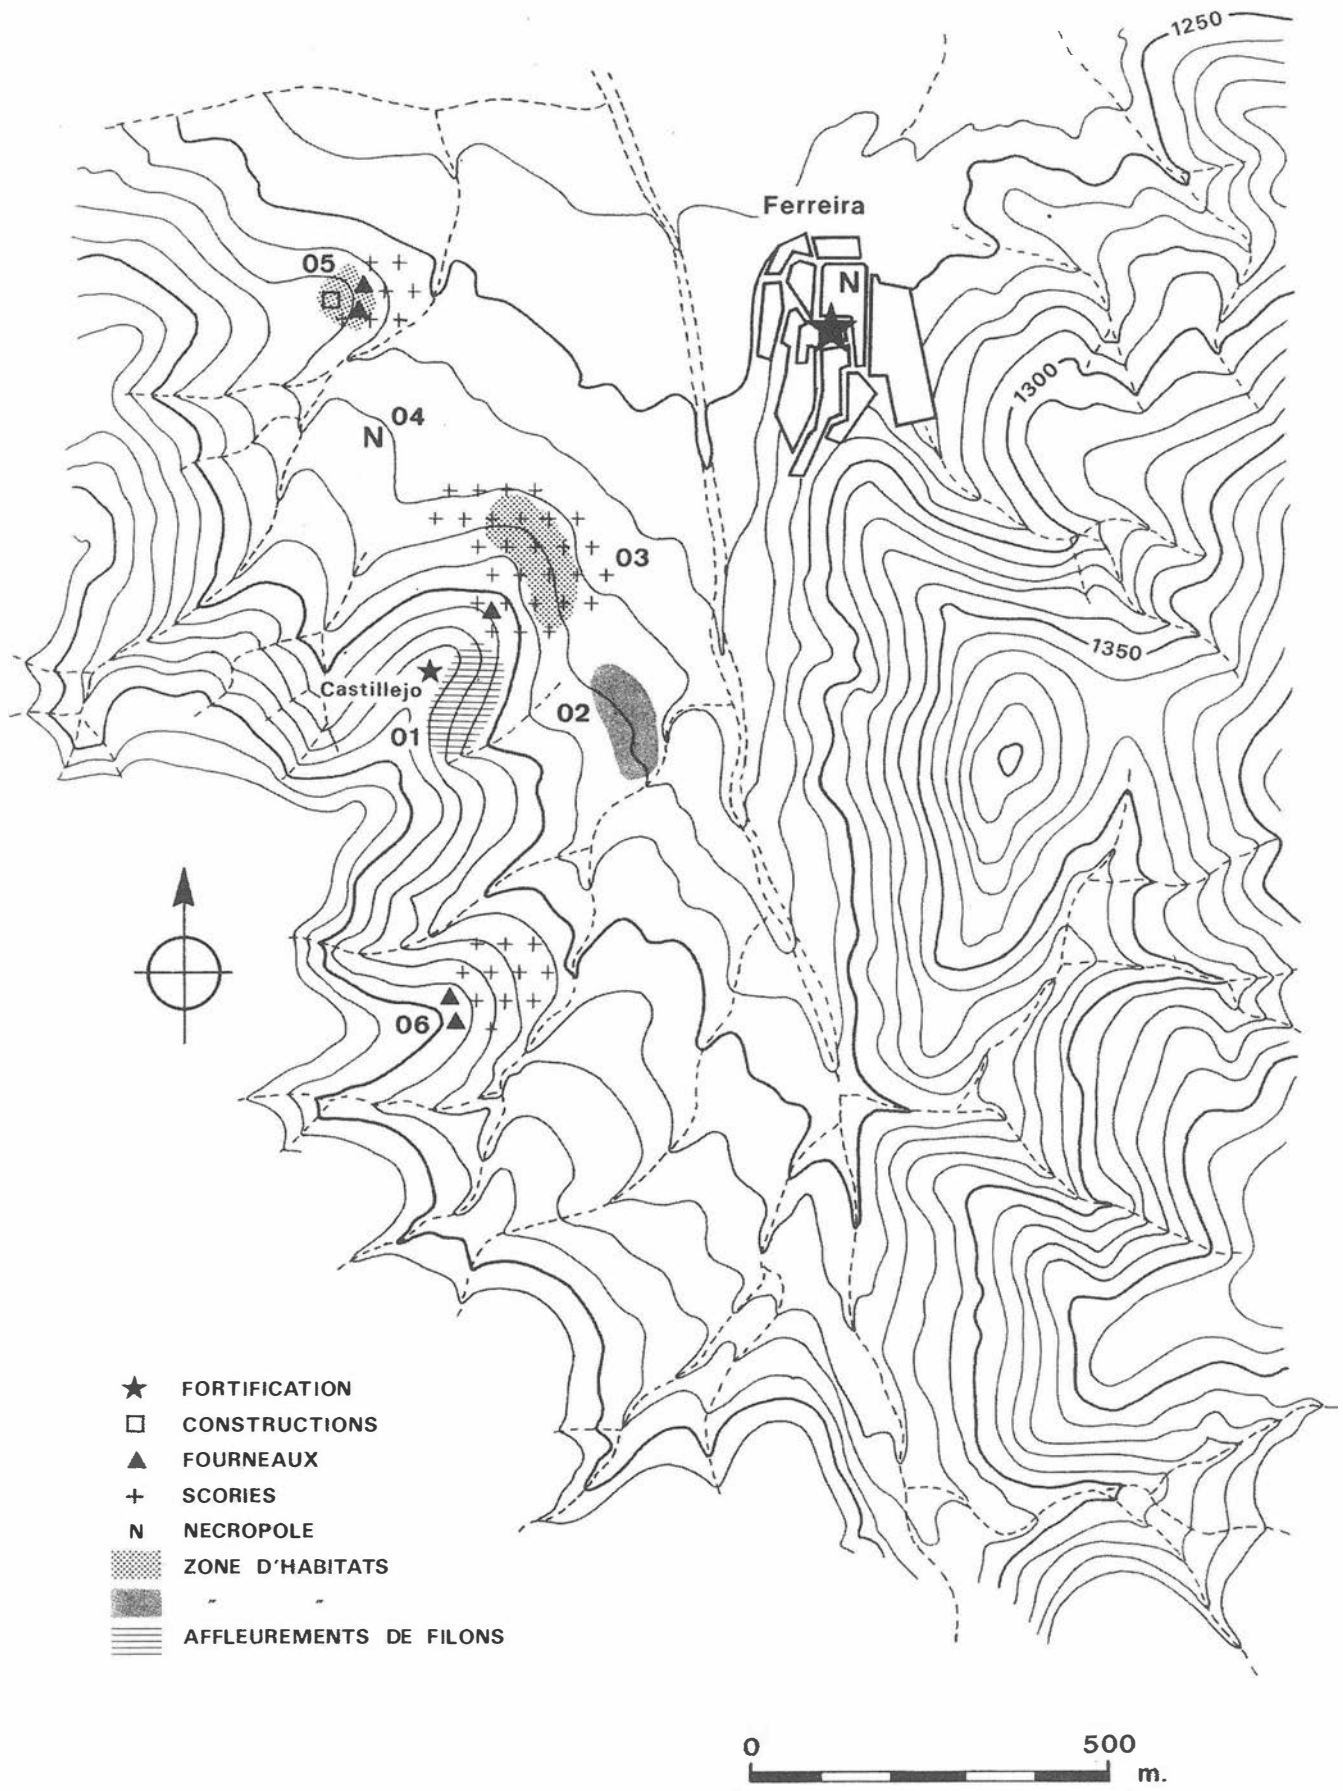 1250
Ferreira
N
05
1300
04
N
03
1350
Castillejo
02
01
06
FORTIFICATION
CONSTRUCTIONS
FOURNEAUX
SCORIES
N NECROPOLE
ZONE D'HABITATS
" "
AFFLEUREMENTS DE FILONS
0 500
m.